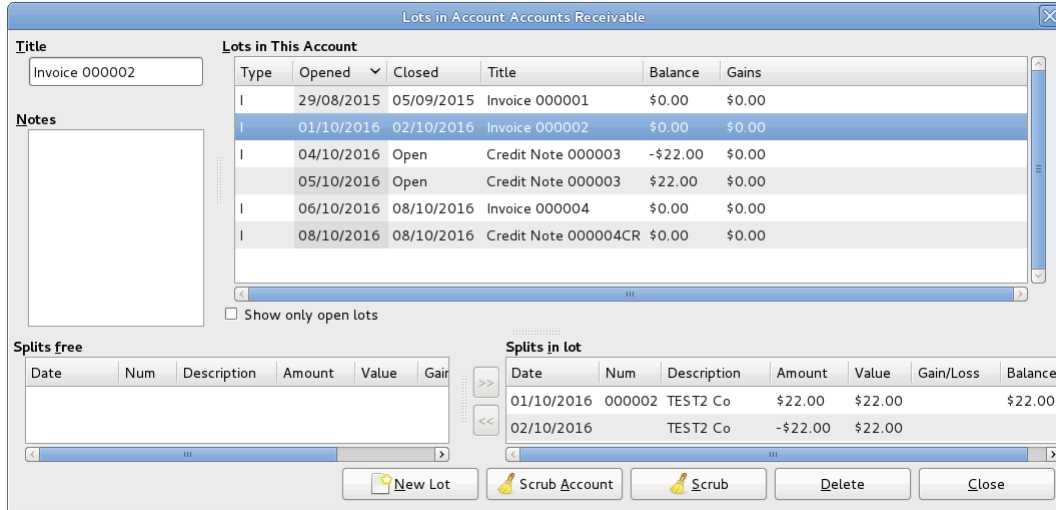 Lots in Account Accounts Receivable
Title
Invoice 000002
Notes
Lots in This Account
Type Opened Closed Title Balance Gains
I 29/08/2015 05/09/2015 Invoice 000001 $0.00 $0.00
I 01/10/2016 02/10/2016 Invoice 000002 $0.00 $0.00
I 04/10/2016 Open Credit Note 000003 -$22.00 $0.00
05/10/2016 Open Credit Note 000003 $22.00 $0.00
I 06/10/2016 08/10/2016 Invoice 000004 $0.00 $0.00
I 08/10/2016 08/10/2016 Credit Note 000004CR $0.00 $0.00
Show only open lots
Splits free
Date Num Description Amount Value Gain
>>
<<
Splits in lot
Date Num Description Amount Value Gain/Loss Balance
01/10/2016 000002 TEST2 Co $22.00 $22.00 $22.00
02/10/2016 TEST2 Co -$22.00 $22.00
New Lot Scrub Account Scrub Delete Close